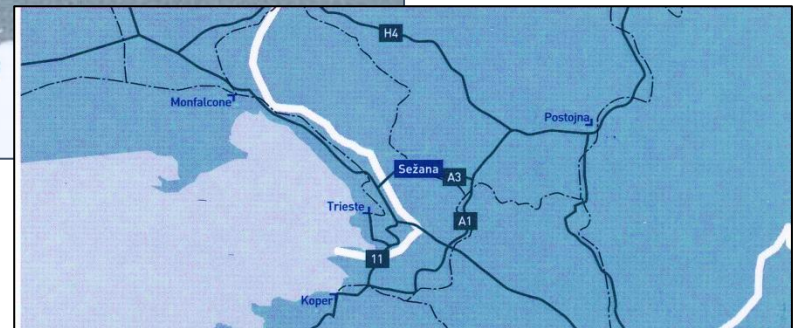 H4
Monfalcone
Postojna
Sežana
A3
Trieste
A1
11
Koper